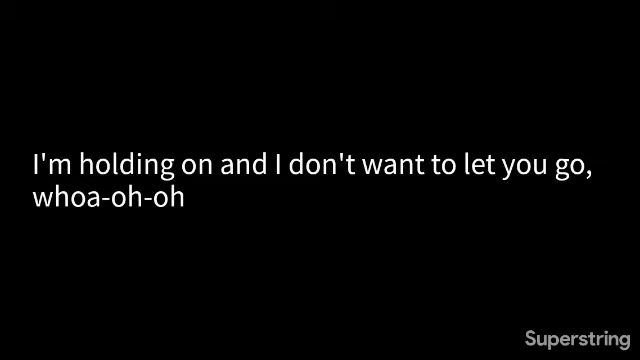 I'm holding on and I don't want to let you go,
whoa-oh-oh
Superstring